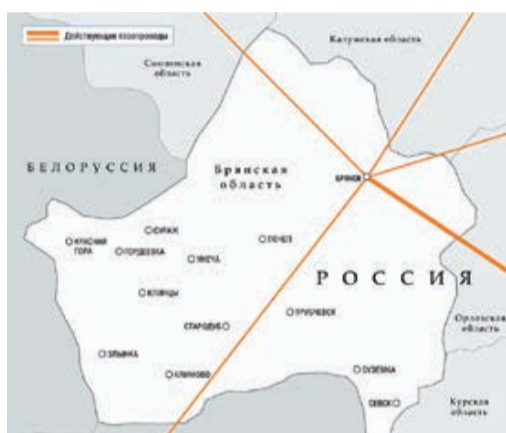 Действующие газопроводы
Калужская область
Смоленская
область
БЕЛОРУССИЯ
Брянская
область
БРЯНСК
СУРАЖ
КРАСНАЯ
ГОРА
ГОРДЕЕВКА
УНЕЧА
ПОЧЕП
РОССИЯ
КЛИНЦЫ
ТРУБЧЕВСК
СТАРОДУБ
Орловская
область
ЗЛЫНКА
КЛИМОВО
СУЗЕМКА
СЕВСК
Курская
область